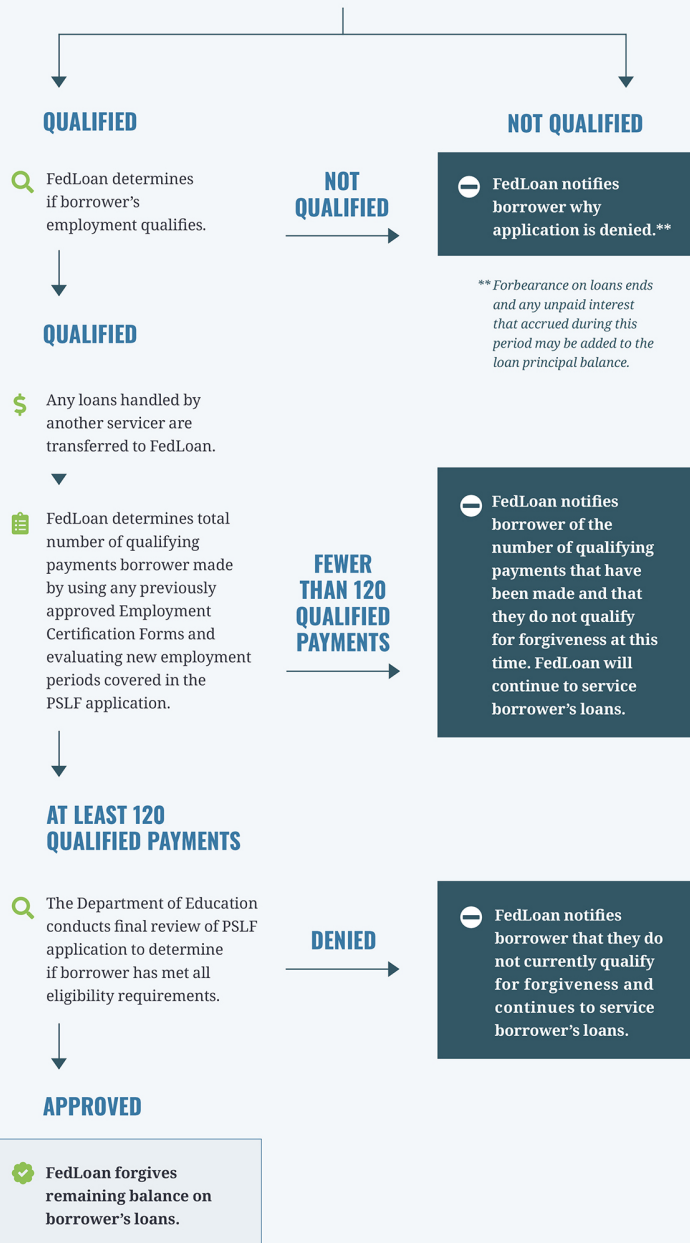 QUALIFIED
NOT QUALIFIED
FedLoan determines
if borrower’s
employment qualifies.
NOT
QUALIFIED
FedLoan notifies
borrower why
application is denied.**
** Forbearance on loans ends
and any unpaid interest
that accrued during this
period may be added to the
loan principal balance.
QUALIFIED
Any loans handled by
another servicer are
transferred to FedLoan.
FedLoan determines total
number of qualifying
payments borrower made
by using any previously
approved Employment
Certification Forms and
evaluating new employment
periods covered in the
PSLF application.
FEWER
THAN 120
QUALIFIED
PAYMENTS
FedLoan notifies
borrower of the
number of qualifying
payments that have
been made and that
they do not qualify
for forgiveness at this
time. FedLoan will
continue to service
borrower’s loans.
AT LEAST 120
QUALIFIED PAYMENTS
The Department of Education
conducts final review of PSLF
application to determine
if borrower has met all
eligibility requirements.
DENIED
FedLoan notifies
borrower that they do
not currently qualify
for forgiveness and
continues to service
borrower’s loans.
APPROVED
FedLoan forgives
remaining balance on
borrower’s loans.